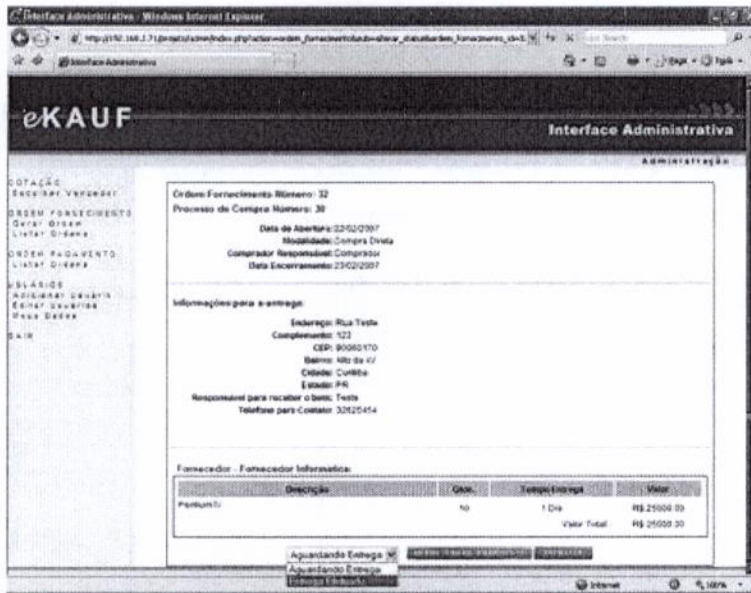 Interface Administrativa - Windows Internet Explorer
Interface Administrativa
eKAUF
Interface Administrativa
Administração
COTAÇÃO
Escolher Vencedor
ORDEM FORNECIMENTO
Gerar Ordem
Listar Ordens
ORDEM PAGAMENTO
Listar Ordens
USUÁRIOS
Adicionar Usuário
Editar Usuários
Meus Dados
SAIR
Ordem Fornecimento Número: 32
Processo de Compra Número: 38
Data de Abertura: 22/02/2007
Modalidade: Compra Direta
Comprador Responsável: Comprador
Data Encerramento: 23/02/2007
Informações para a entrega:
Endereço: Rua Teste
Complemento: 123
CEP:
Bairro: Alto da XV
Cidade: Curitiba
Estado: PR
Responsável para receber o bem: Teste
Telefone para Contato:
Fornecedor - Fornecedor Informatica:
Descrição Qtde. Tempo Entrega Valor
Pentium IV 10 1 Dia R$ 25000.00
Valor Total: R$ 25000.00
Aguardando Entrega
Aguardando Entrega
Internet 100%